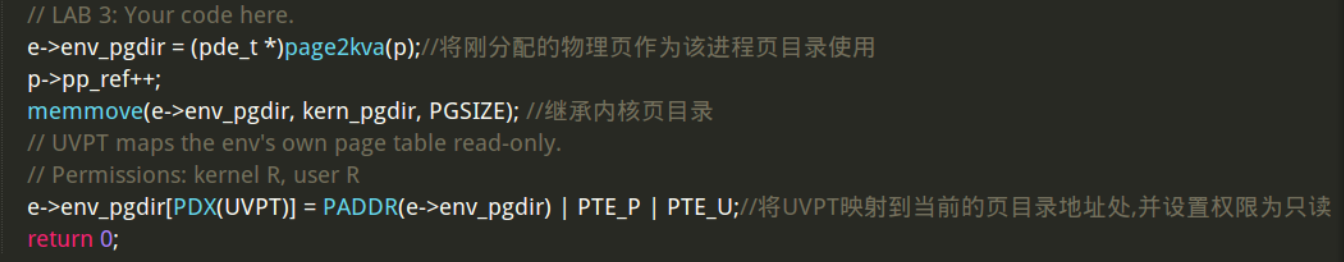 // LAB 3: Your code here.
e->env_pgdir = (pde_t *)page2kva(p);//将刚分配的物理页作为该进程页目录使用
p->pp_ref++;
memmove(e->env_pgdir, kern_pgdir, PGSIZE); //继承内核页目录
// UVPT maps the env's own page table read-only.
// Permissions: kernel R, user R
e->env_pgdir[PDX(UVPT)] = PADDR(e->env_pgdir) | PTE_P | PTE_U;//将UVPT映射到当前的页目录地址处,并设置权限为只读
return 0;